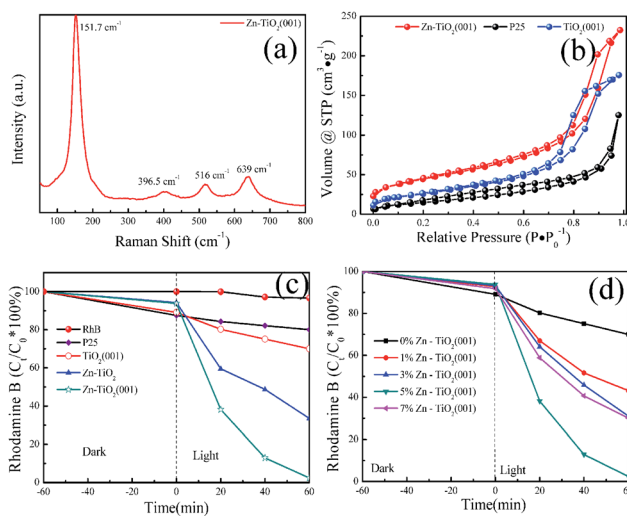 Zn-TiO₂(001)
(a)
151.7 cm⁻¹
396.5 cm⁻¹
516 cm⁻¹
639 cm⁻¹
Intensity (a.u.)
100 200 300 400 500 600 700 800
Raman Shift (cm⁻¹)
Zn-TiO₂(001) P25 TiO₂(001)
(b)
Volume @ STP (cm³•g⁻¹)
250
200
150
100
50
0
0.0 0.2 0.4 0.6 0.8 1.0
Relative Pressure (P•P₀⁻¹)
(c)
RhB
P25
TiO₂(001)
Zn-TiO₂
Zn-TiO₂(001)
Dark
Light
Rhodamine B (Cₜ/C₀*100%)
100
80
60
40
20
0
-60 -40 -20 0 20 40 60
Time(min)
(d)
0% Zn - TiO₂(001)
1% Zn - TiO₂(001)
3% Zn - TiO₂(001)
5% Zn - TiO₂(001)
7% Zn - TiO₂(001)
Dark
Light
Rhodamine B (Cₜ/C₀*100%)
100
80
60
40
20
0
-60 -40 -20 0 20 40 60
Time(min)